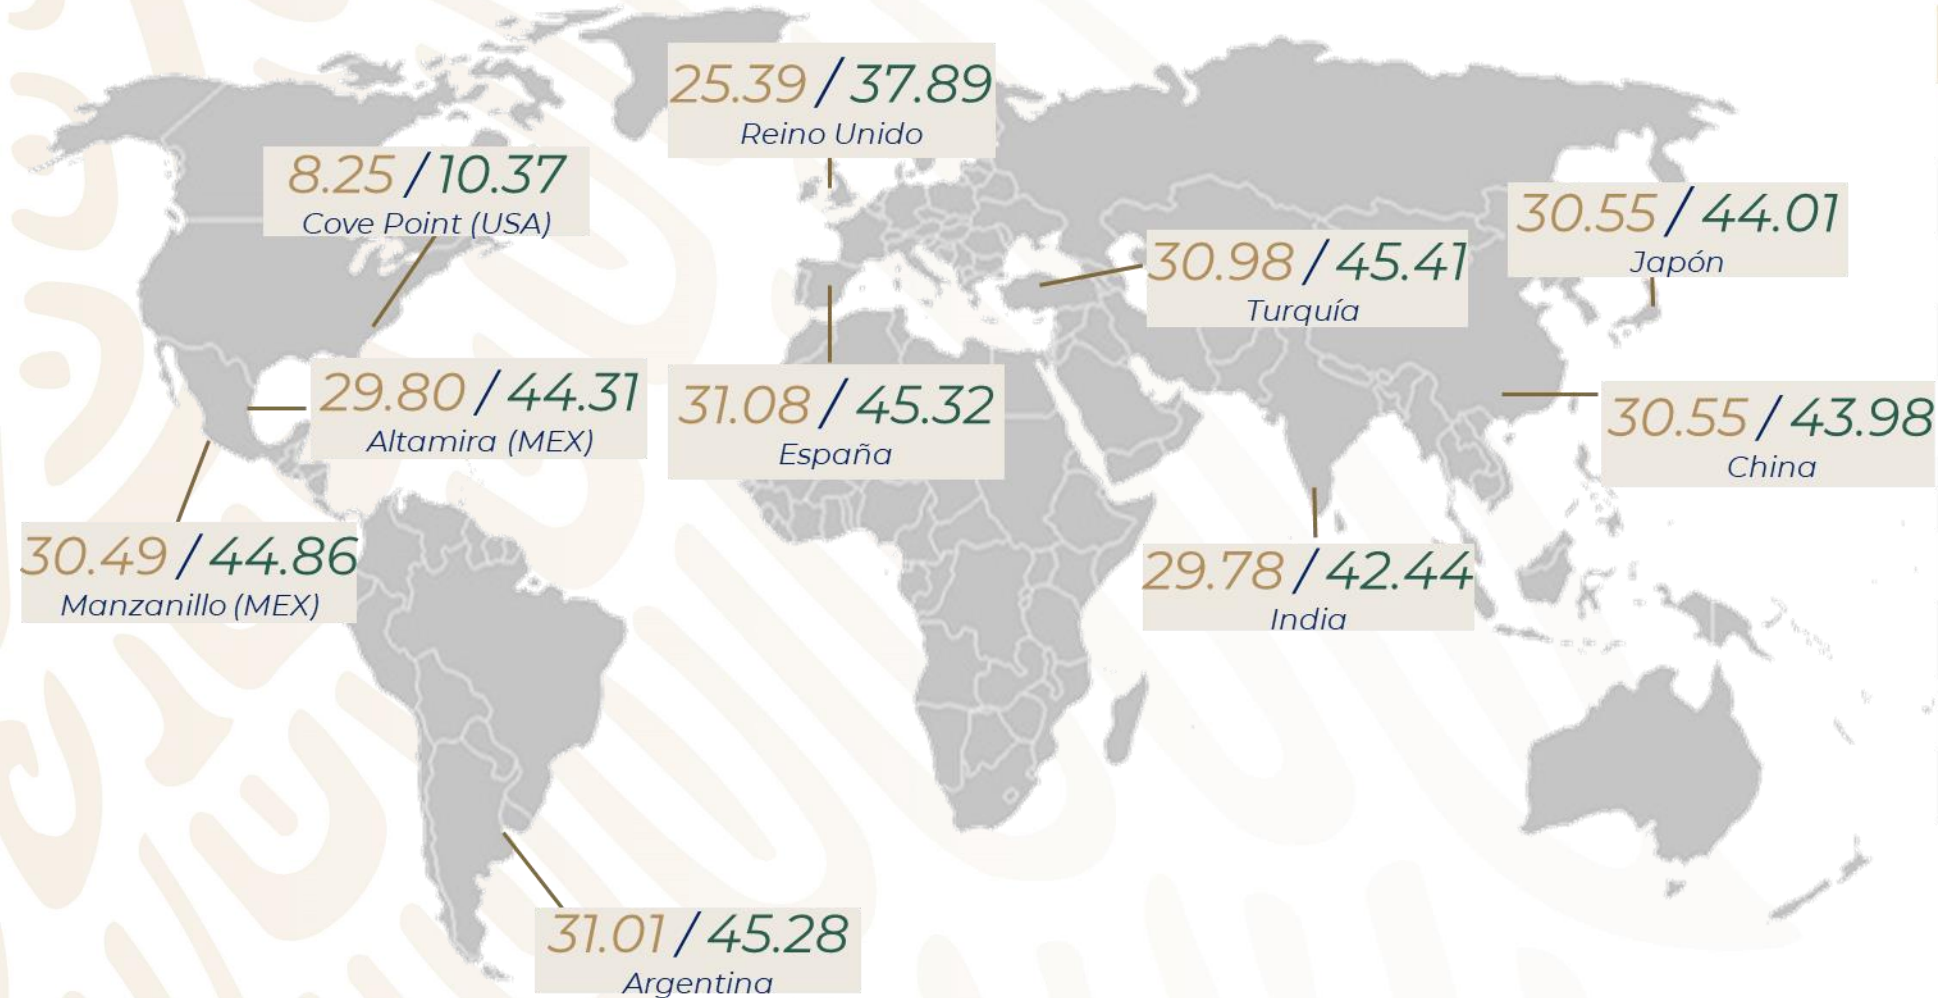 25.39 / 37.89
Reino Unido
8.25 / 10.37
Cove Point (USA)
30.55 / 44.01
Japón
30.98 / 45.41
Turquía
29.80 / 44.31
Altamira (MEX)
31.08 / 45.32
España
30.55 / 43.98
China
30.49 / 44.86
Manzanillo (MEX)
29.78 / 42.44
India
31.01 / 45.28
Argentina